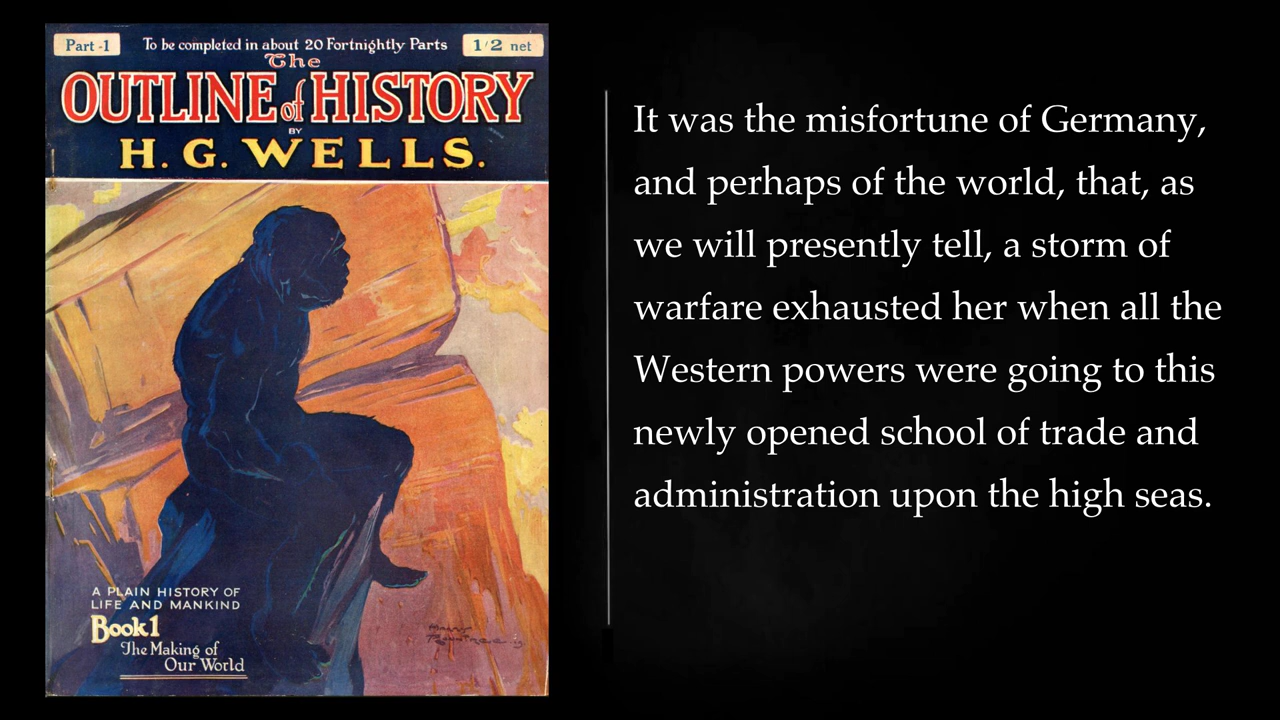 Part -1
To be completed in about 20 Fortnightly Parts
1/2 net
The
OUTLINE of HISTORY
BY
H. G. WELLS.
A PLAIN HISTORY OF
LIFE AND MANKIND
Book 1
The Making of
Our World
It was the misfortune of Germany,
and perhaps of the world, that, as
we will presently tell, a storm of
warfare exhausted her when all the
Western powers were going to this
newly opened school of trade and
administration upon the high seas.